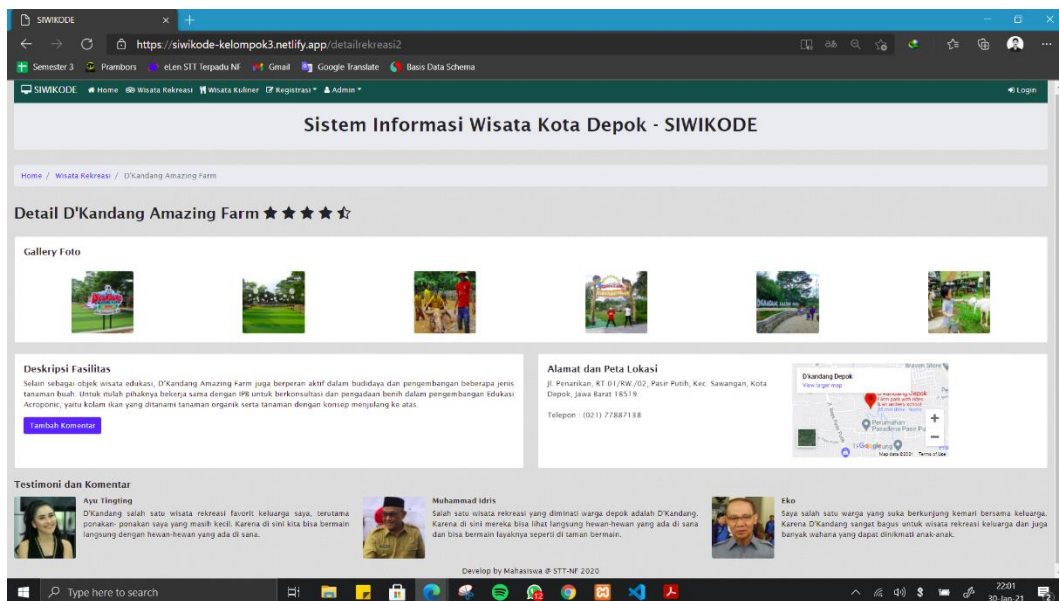 SIWIKODE
https://siwikode-kelompok3.netlify.app/detailrekreasi2
Semester 3 Prambors eLen STT Terpadu NF Gmail Google Translate Basis Data Schema
SIWIKODE Home Wisata Rekreasi Wisata Kuliner Registrasi Admin Login
Sistem Informasi Wisata Kota Depok - SIWIKODE
Home / Wisata Rekreasi / D'Kandang Amazing Farm
Detail D'Kandang Amazing Farm
Gallery Foto
Deskripsi Fasilitas
Selain sebagai objek wisata edukasi, D'Kandang Amazing Farm juga berperan aktif dalam budidaya dan pengembangan beberapa jenis
tanaman buah. Untuk itulah pihaknya bekerja sama dengan IPB untuk berkonsultasi dan pengadaan benih dalam pengembangan Edukasi
Acroponic, yaitu kolam ikan yang ditanami tanaman organik serta tanaman dengan konsep menjulang ke atas.
Tambah Komentar
Alamat dan Peta Lokasi
Jl. Penarikan, RT.01/RW./02, Pasir Putih, Kec. Sawangan, Kota
Depok, Jawa Barat 16519
Telepon : (021) 77887138
D'kandang Depok
View larger map
Perumahan
Google
Map data ©2021 Terms of Use
Testimoni dan Komentar
Ayu Tingting
D'Kandang salah satu wisata rekreasi favorit keluarga saya, terutama
ponakan- ponakan saya yang masih kecil. Karena di sini kita bisa bermain
langsung dengan hewan-hewan yang ada di sana.
Muhammad Idris
Salah satu wisata rekreasi yang diminati warga depok adalah D'Kandang.
Karena di sini mereka bisa lihat langsung hewan-hewan yang ada di sana
dan bisa bermain layaknya seperti di taman bermain.
Eko
Saya salah satu warga yang suka berkunjung kemari bersama keluarga.
Karena D'Kandang sangat bagus untuk wisata rekreasi keluarga dan juga
banyak wahana yang dapat dinikmati anak-anak.
Develop by Mahasiswa @ STT-NF 2020
Type here to search
22:01
30-Jan-21